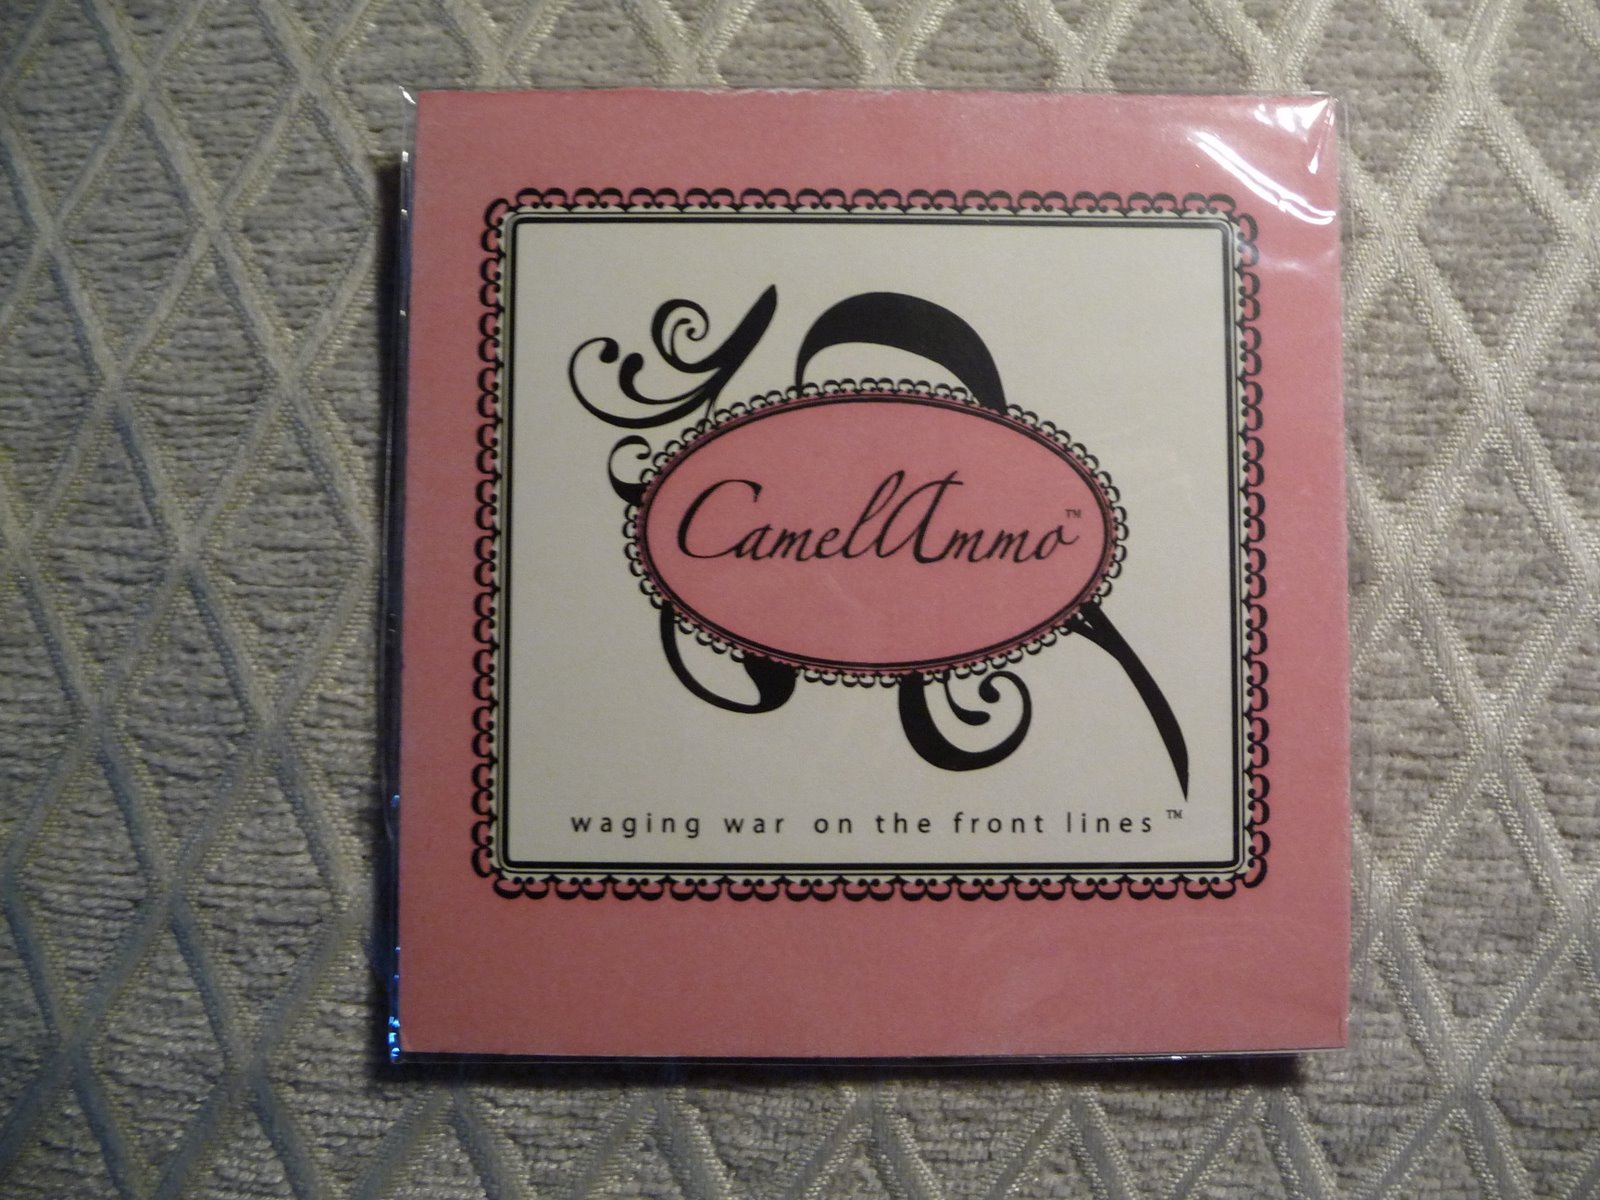 CamelAmmo™
waging war on the front lines™